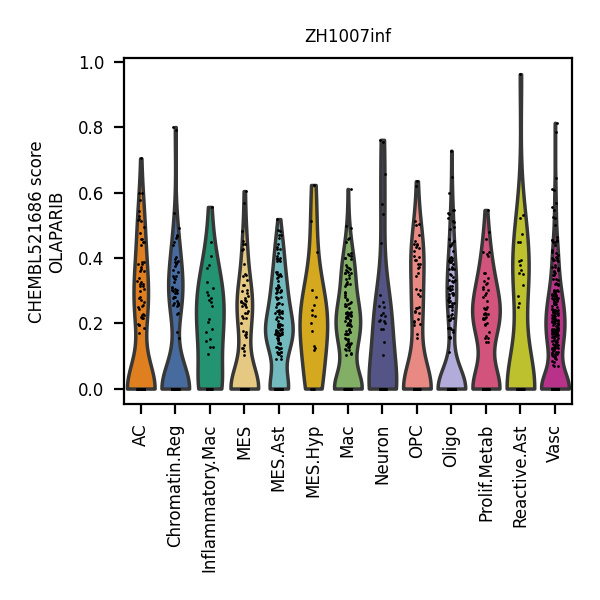 ZH1007inf
CHEMBL521686 score
OLAPARIB
1.0
0.8
0.6
0.4
0.2
0.0
AC
Chromatin.Reg
Inflammatory.Mac
MES
MES.Ast
MES.Hyp
Mac
Neuron
OPC
Oligo
Prolif.Metab
Reactive.Ast
Vasc